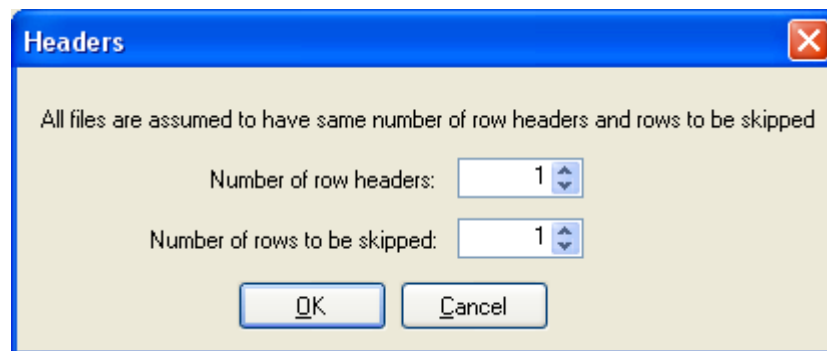 Headers
All files are assumed to have same number of row headers and rows to be skipped
Number of row headers: 1
Number of rows to be skipped: 1
OK Cancel